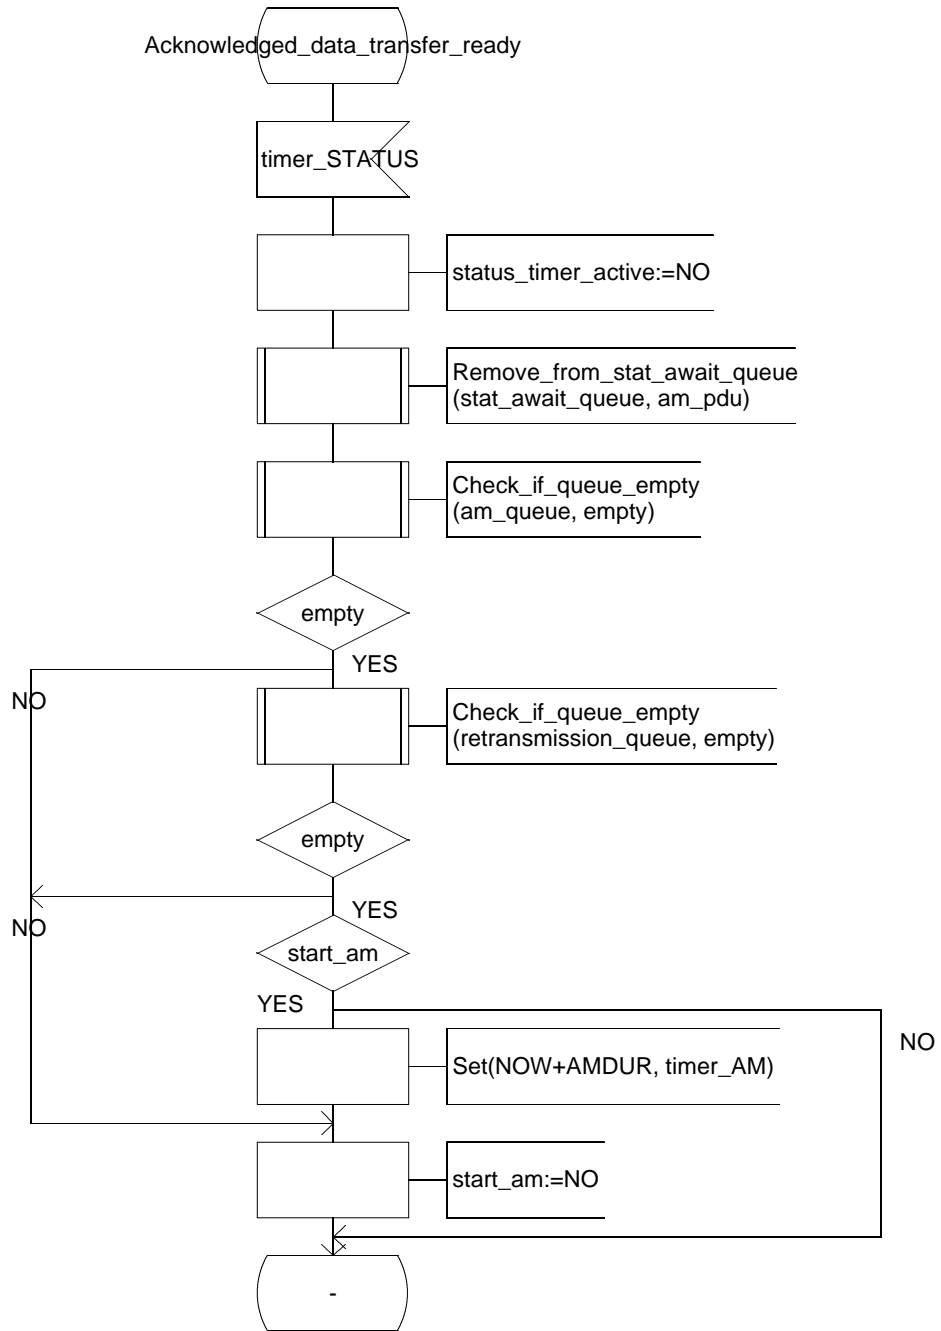 Acknowledged_data_transfer_ready
timer_STATUS
status_timer_active:=NO
Remove_from_stat_await_queue
(stat_await_queue, am_pdu)
Check_if_queue_empty
(am_queue, empty)
empty
YES
NO
Check_if_queue_empty
(retransmission_queue, empty)
empty
YES
NO
start_am
YES
NO
Set(NOW+AMDUR, timer_AM)
start_am:=NO
-